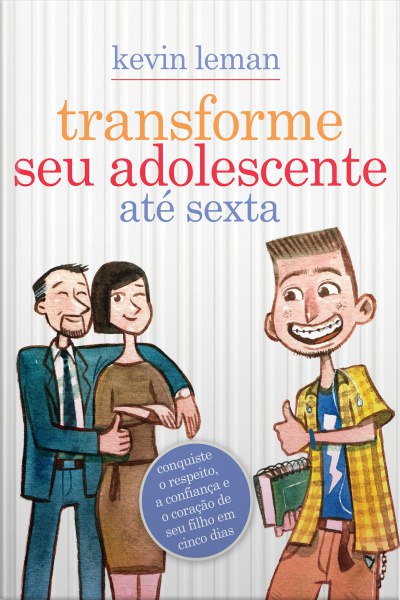 kevin leman
transforme
seu adolescente
até sexta
conquiste
o respeito,
a confiança e
o coração de
seu filho em
cinco dias